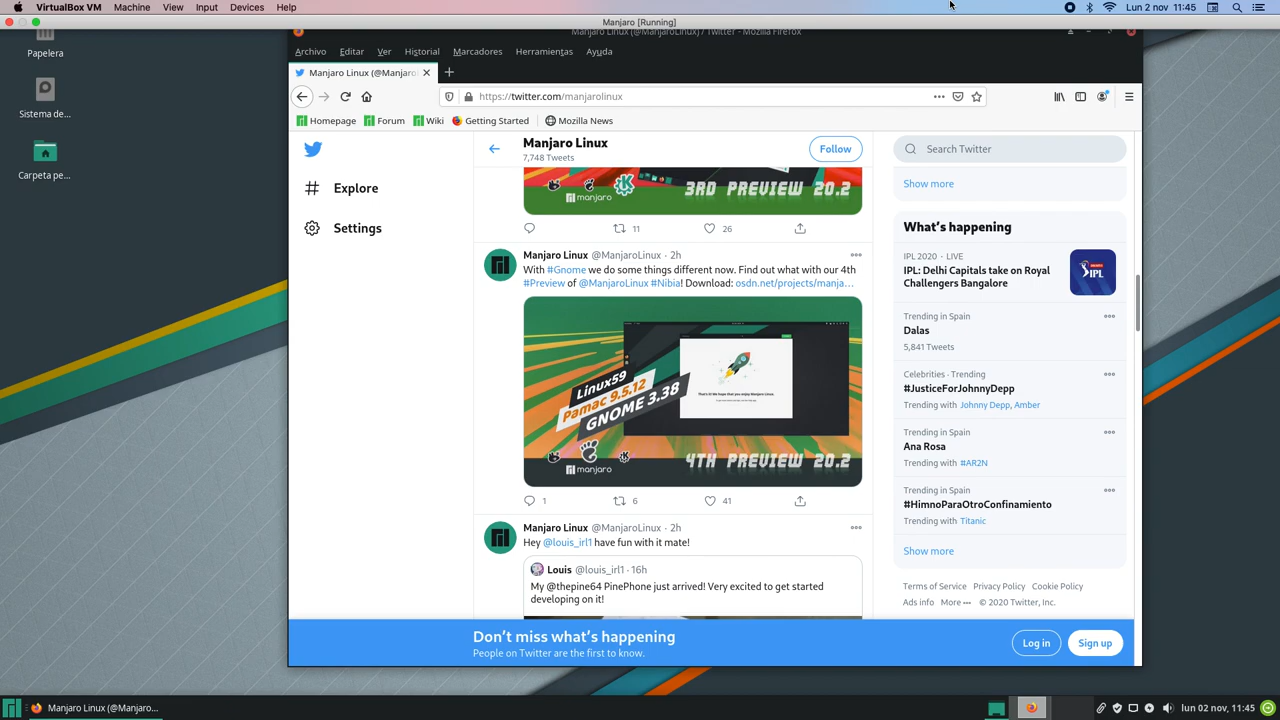 VirtualBox VM Machine View Input Devices Help
Lun 2 nov 11:45
Manjaro [Running]
Manjaro Linux (@ManjaroLinux) / Twitter - Mozilla Firefox
Papelera
Sistema de...
Carpeta pe...
Archivo Editar Ver Historial Marcadores Herramientas Ayuda
Manjaro Linux (@Manjaro
https://twitter.com/manjarolinux
Homepage Forum Wiki Getting Started Mozilla News
Explore
Settings
Manjaro Linux
7,748 Tweets
Follow
manjaro
3RD PREVIEW 20.2
11 26
Manjaro Linux @ManjaroLinux · 2h
With #Gnome we do some things different now. Find out what with our 4th
#Preview of @ManjaroLinux #Nibia! Download: osdn.net/projects/manja...
Linux59
Pamac 9.5.12
GNOME 3.38
manjaro
4TH PREVIEW 20.2
1 6 41
Manjaro Linux @ManjaroLinux · 2h
Hey @louis_irl1 have fun with it mate!
Louis @louis_irl1 · 16h
My @thepine64 PinePhone just arrived! Very excited to get started
developing on it!
Search Twitter
Show more
What's happening
IPL 2020 · LIVE
IPL: Delhi Capitals take on Royal
Challengers Bangalore
IPL
Trending in Spain
Dalas
5,841 Tweets
Celebrities · Trending
#JusticeForJohnnyDepp
Trending with Johnny Depp, Amber
Trending in Spain
Ana Rosa
Trending with #AR2N
Trending in Spain
#HimnoParaOtroConfinamiento
Trending with Titanic
Show more
Terms of Service Privacy Policy Cookie Policy
Ads info More ••• © 2020 Twitter, Inc.
Don't miss what's happening
People on Twitter are the first to know.
Log in
Sign up
Manjaro Linux (@Manjaro...
lun 02 nov, 11:45